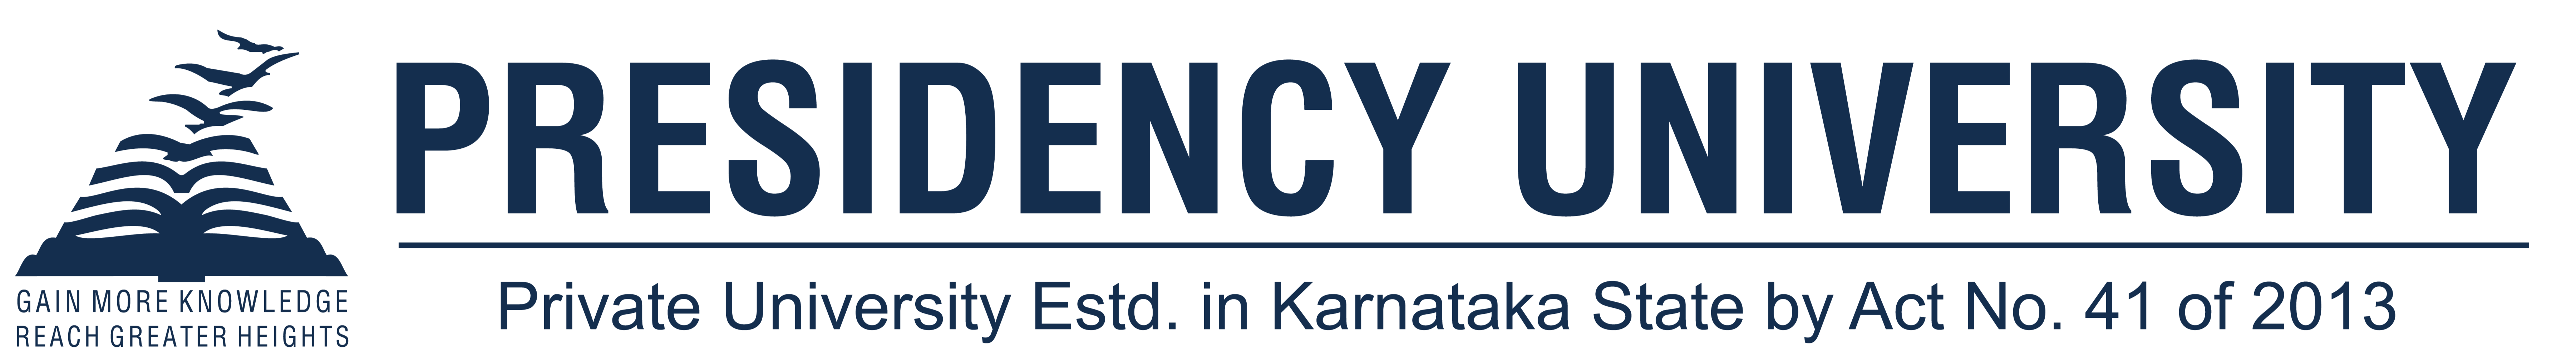 PRESIDENCY UNIVERSITY
Private University Estd. in Karnataka State by Act No. 41 of 2013
GAIN MORE KNOWLEDGE
REACH GREATER HEIGHTS